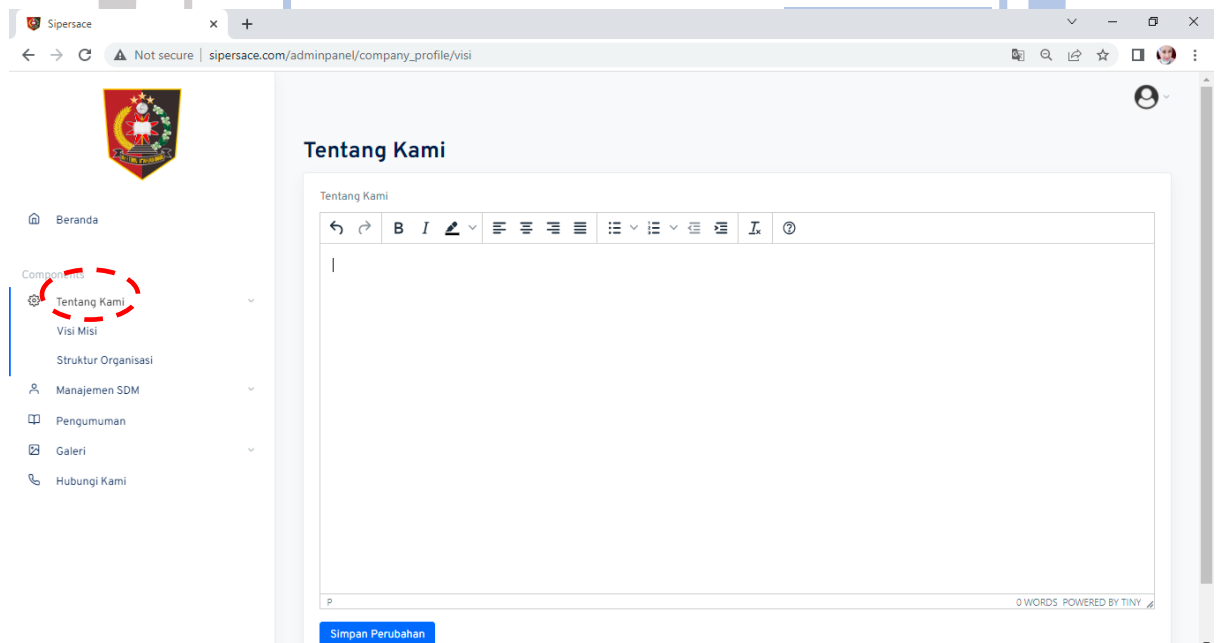 Sipersace
Not secure | sipersace.com/adminpanel/company_profile/visi
Tentang Kami
Tentang Kami
Beranda
B I
Components
Tentang Kami
Visi Misi
Struktur Organisasi
Manajemen SDM
Pengumuman
Galeri
Hubungi Kami
P
0 WORDS POWERED BY TINY
Simpan Perubahan